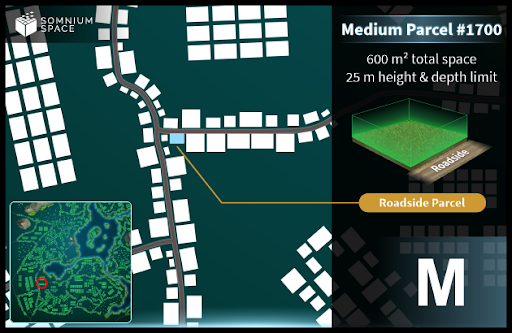 SOMNIUM
SPACE
Medium Parcel #1700
600 m² total space
25 m height & depth limit
Roadside
Roadside Parcel
M